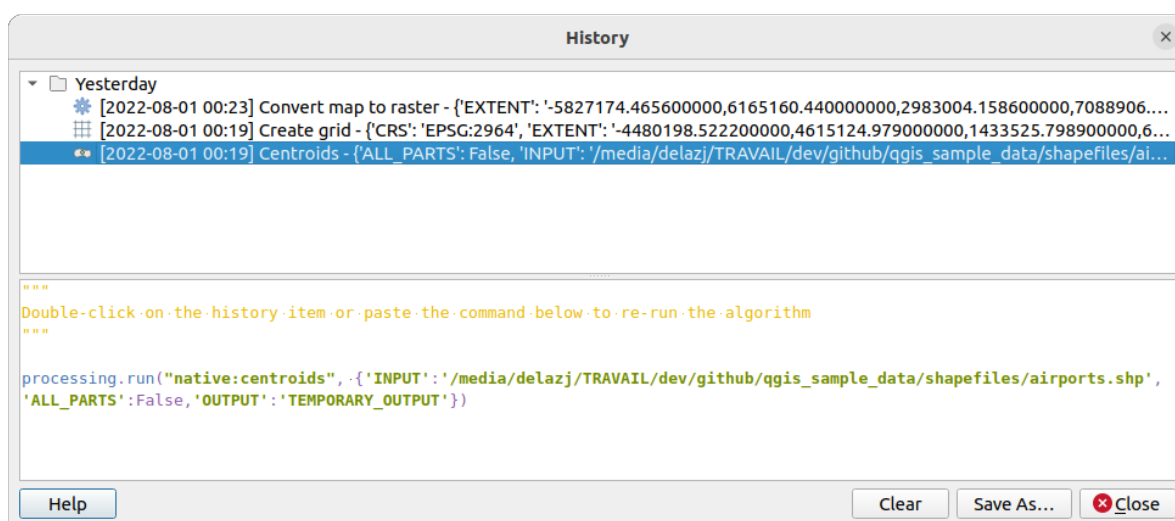 History
Yesterday
[2022-08-01 00:23] Convert map to raster - {'EXTENT': '-5827174.465600000,6165160.440000000,2983004.158600000,7088906....
[2022-08-01 00:19] Create grid - {'CRS': 'EPSG:2964', 'EXTENT': '-4480198.522200000,4615124.979000000,1433525.798900000,6...
[2022-08-01 00:19] Centroids - {'ALL_PARTS': False, 'INPUT': '/media/delazj/TRAVAIL/dev/github/qgis_sample_data/shapefiles/ai...
"""
Double-click·on·the·history·item·or·paste·the·command·below·to·re-run·the·algorithm
"""
processing.run("native:centroids",·{'INPUT':'/media/delazj/TRAVAIL/dev/github/qgis_sample_data/shapefiles/airports.shp',
'ALL_PARTS':False,'OUTPUT':'TEMPORARY_OUTPUT'})
Help
Clear
Save As...
Close